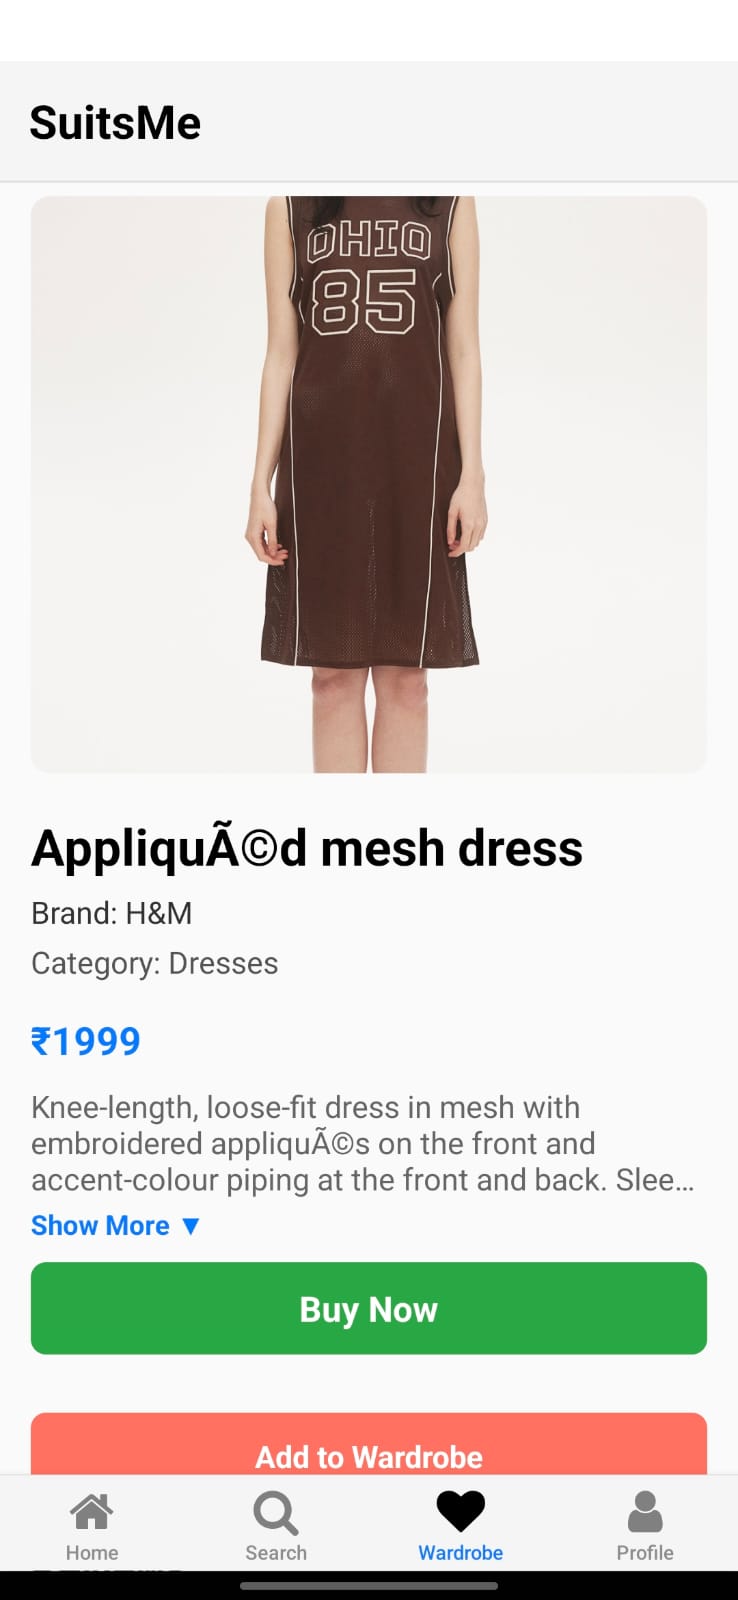 SuitsMe
OHIO
85
AppliquÃ©d mesh dress
Brand: H&M
Category: Dresses
₹1999
Knee-length, loose-fit dress in mesh with
embroidered appliquÃ©s on the front and
accent-colour piping at the front and back. Slee…
Show More ▼
Buy Now
Add to Wardrobe
Home
Search
Wardrobe
Profile